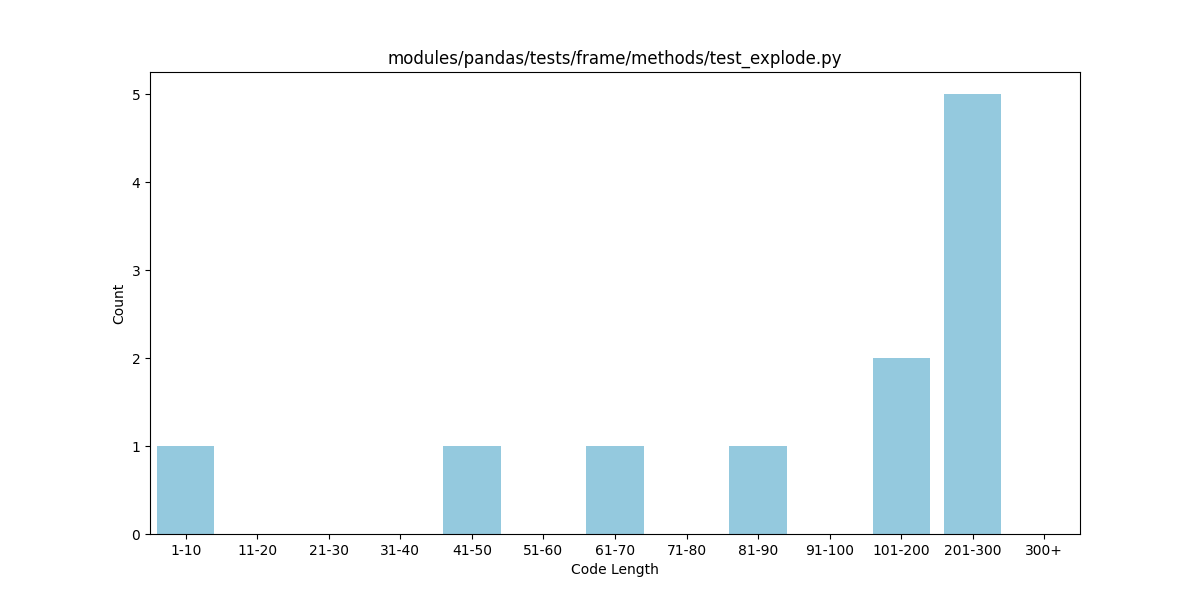 modules/pandas/tests/frame/methods/test_explode.py
5
4
3
2
1
0
Count
1-10 11-20 21-30 31-40 41-50 51-60 61-70 71-80 81-90 91-100 101-200 201-300 300+
Code Length